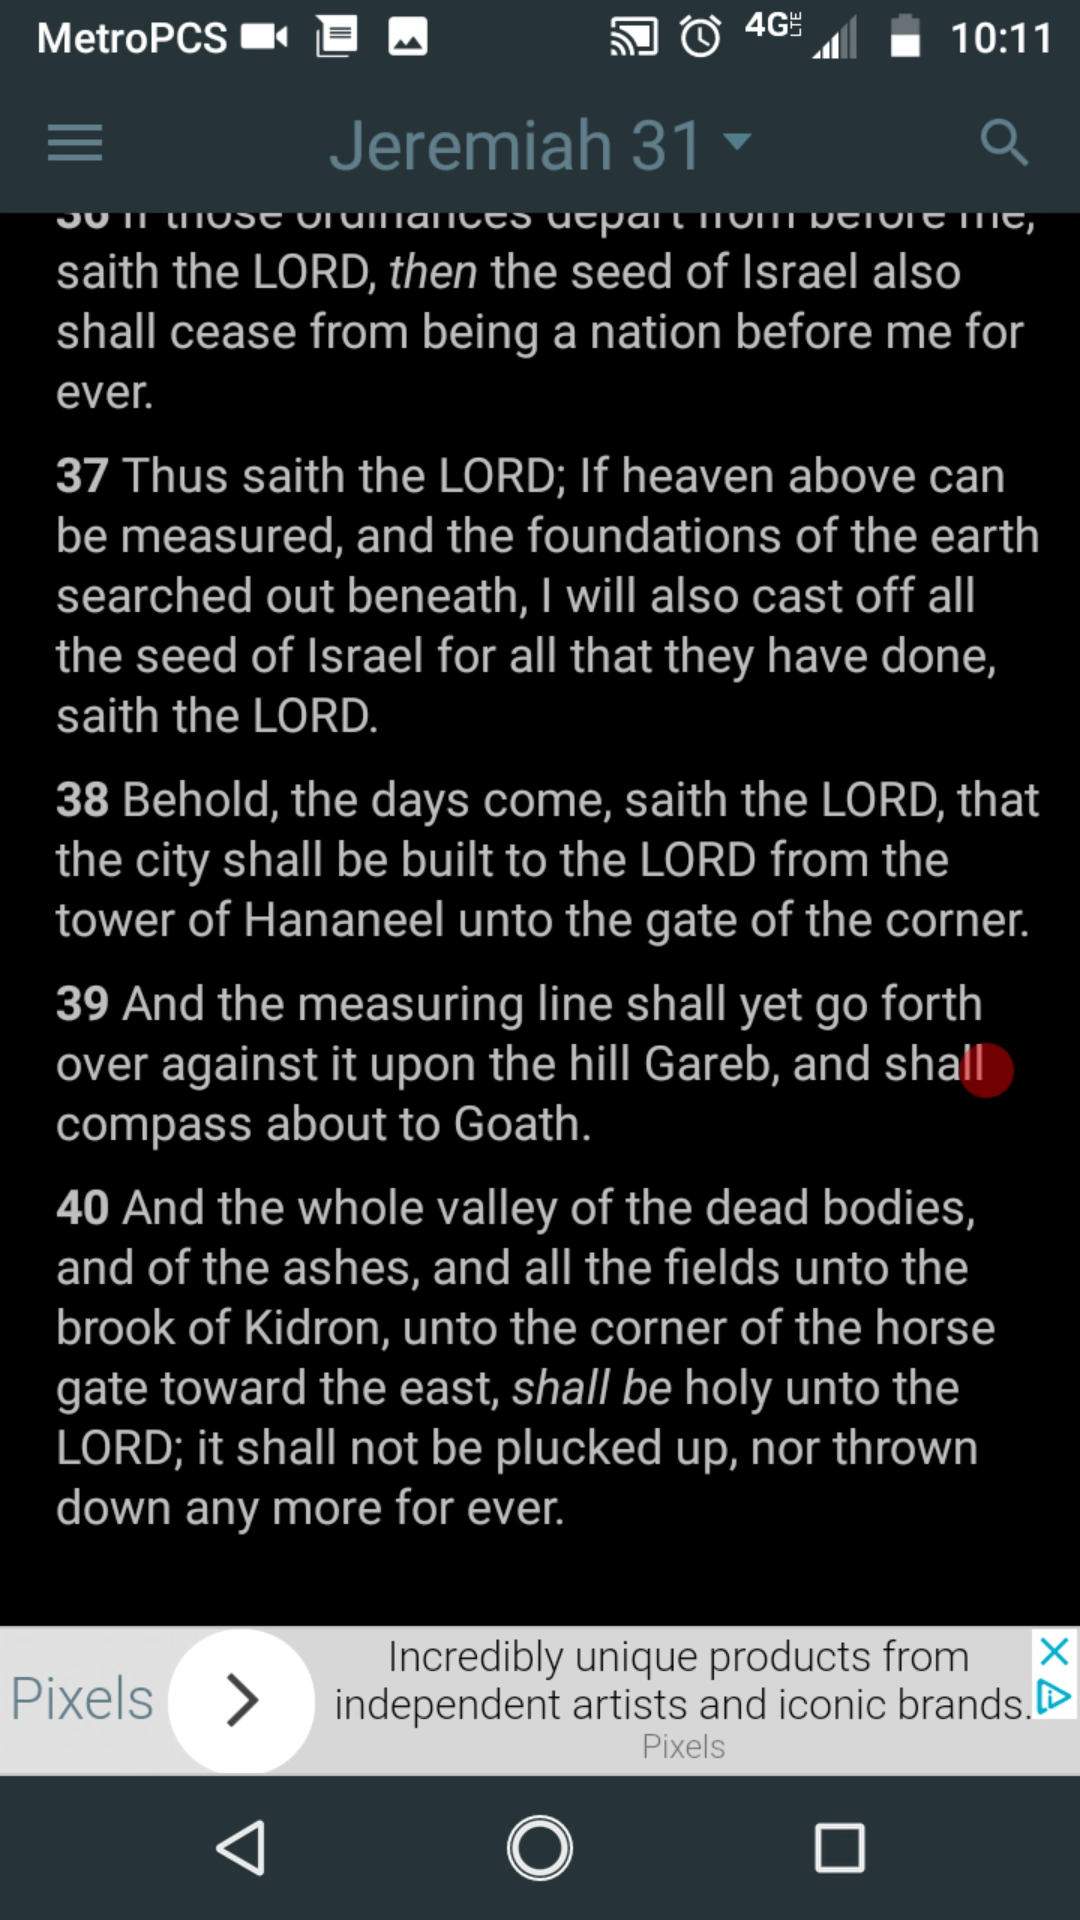 MetroPCS 4G LTE 10:11
Jeremiah 31
36 If those ordinances depart from before me,
saith the LORD, then the seed of Israel also
shall cease from being a nation before me for
ever.
37 Thus saith the LORD; If heaven above can
be measured, and the foundations of the earth
searched out beneath, I will also cast off all
the seed of Israel for all that they have done,
saith the LORD.
38 Behold, the days come, saith the LORD, that
the city shall be built to the LORD from the
tower of Hananeel unto the gate of the corner.
39 And the measuring line shall yet go forth
over against it upon the hill Gareb, and shall
compass about to Goath.
40 And the whole valley of the dead bodies,
and of the ashes, and all the fields unto the
brook of Kidron, unto the corner of the horse
gate toward the east, shall be holy unto the
LORD; it shall not be plucked up, nor thrown
down any more for ever.
Pixels
Incredibly unique products from
independent artists and iconic brands.
Pixels